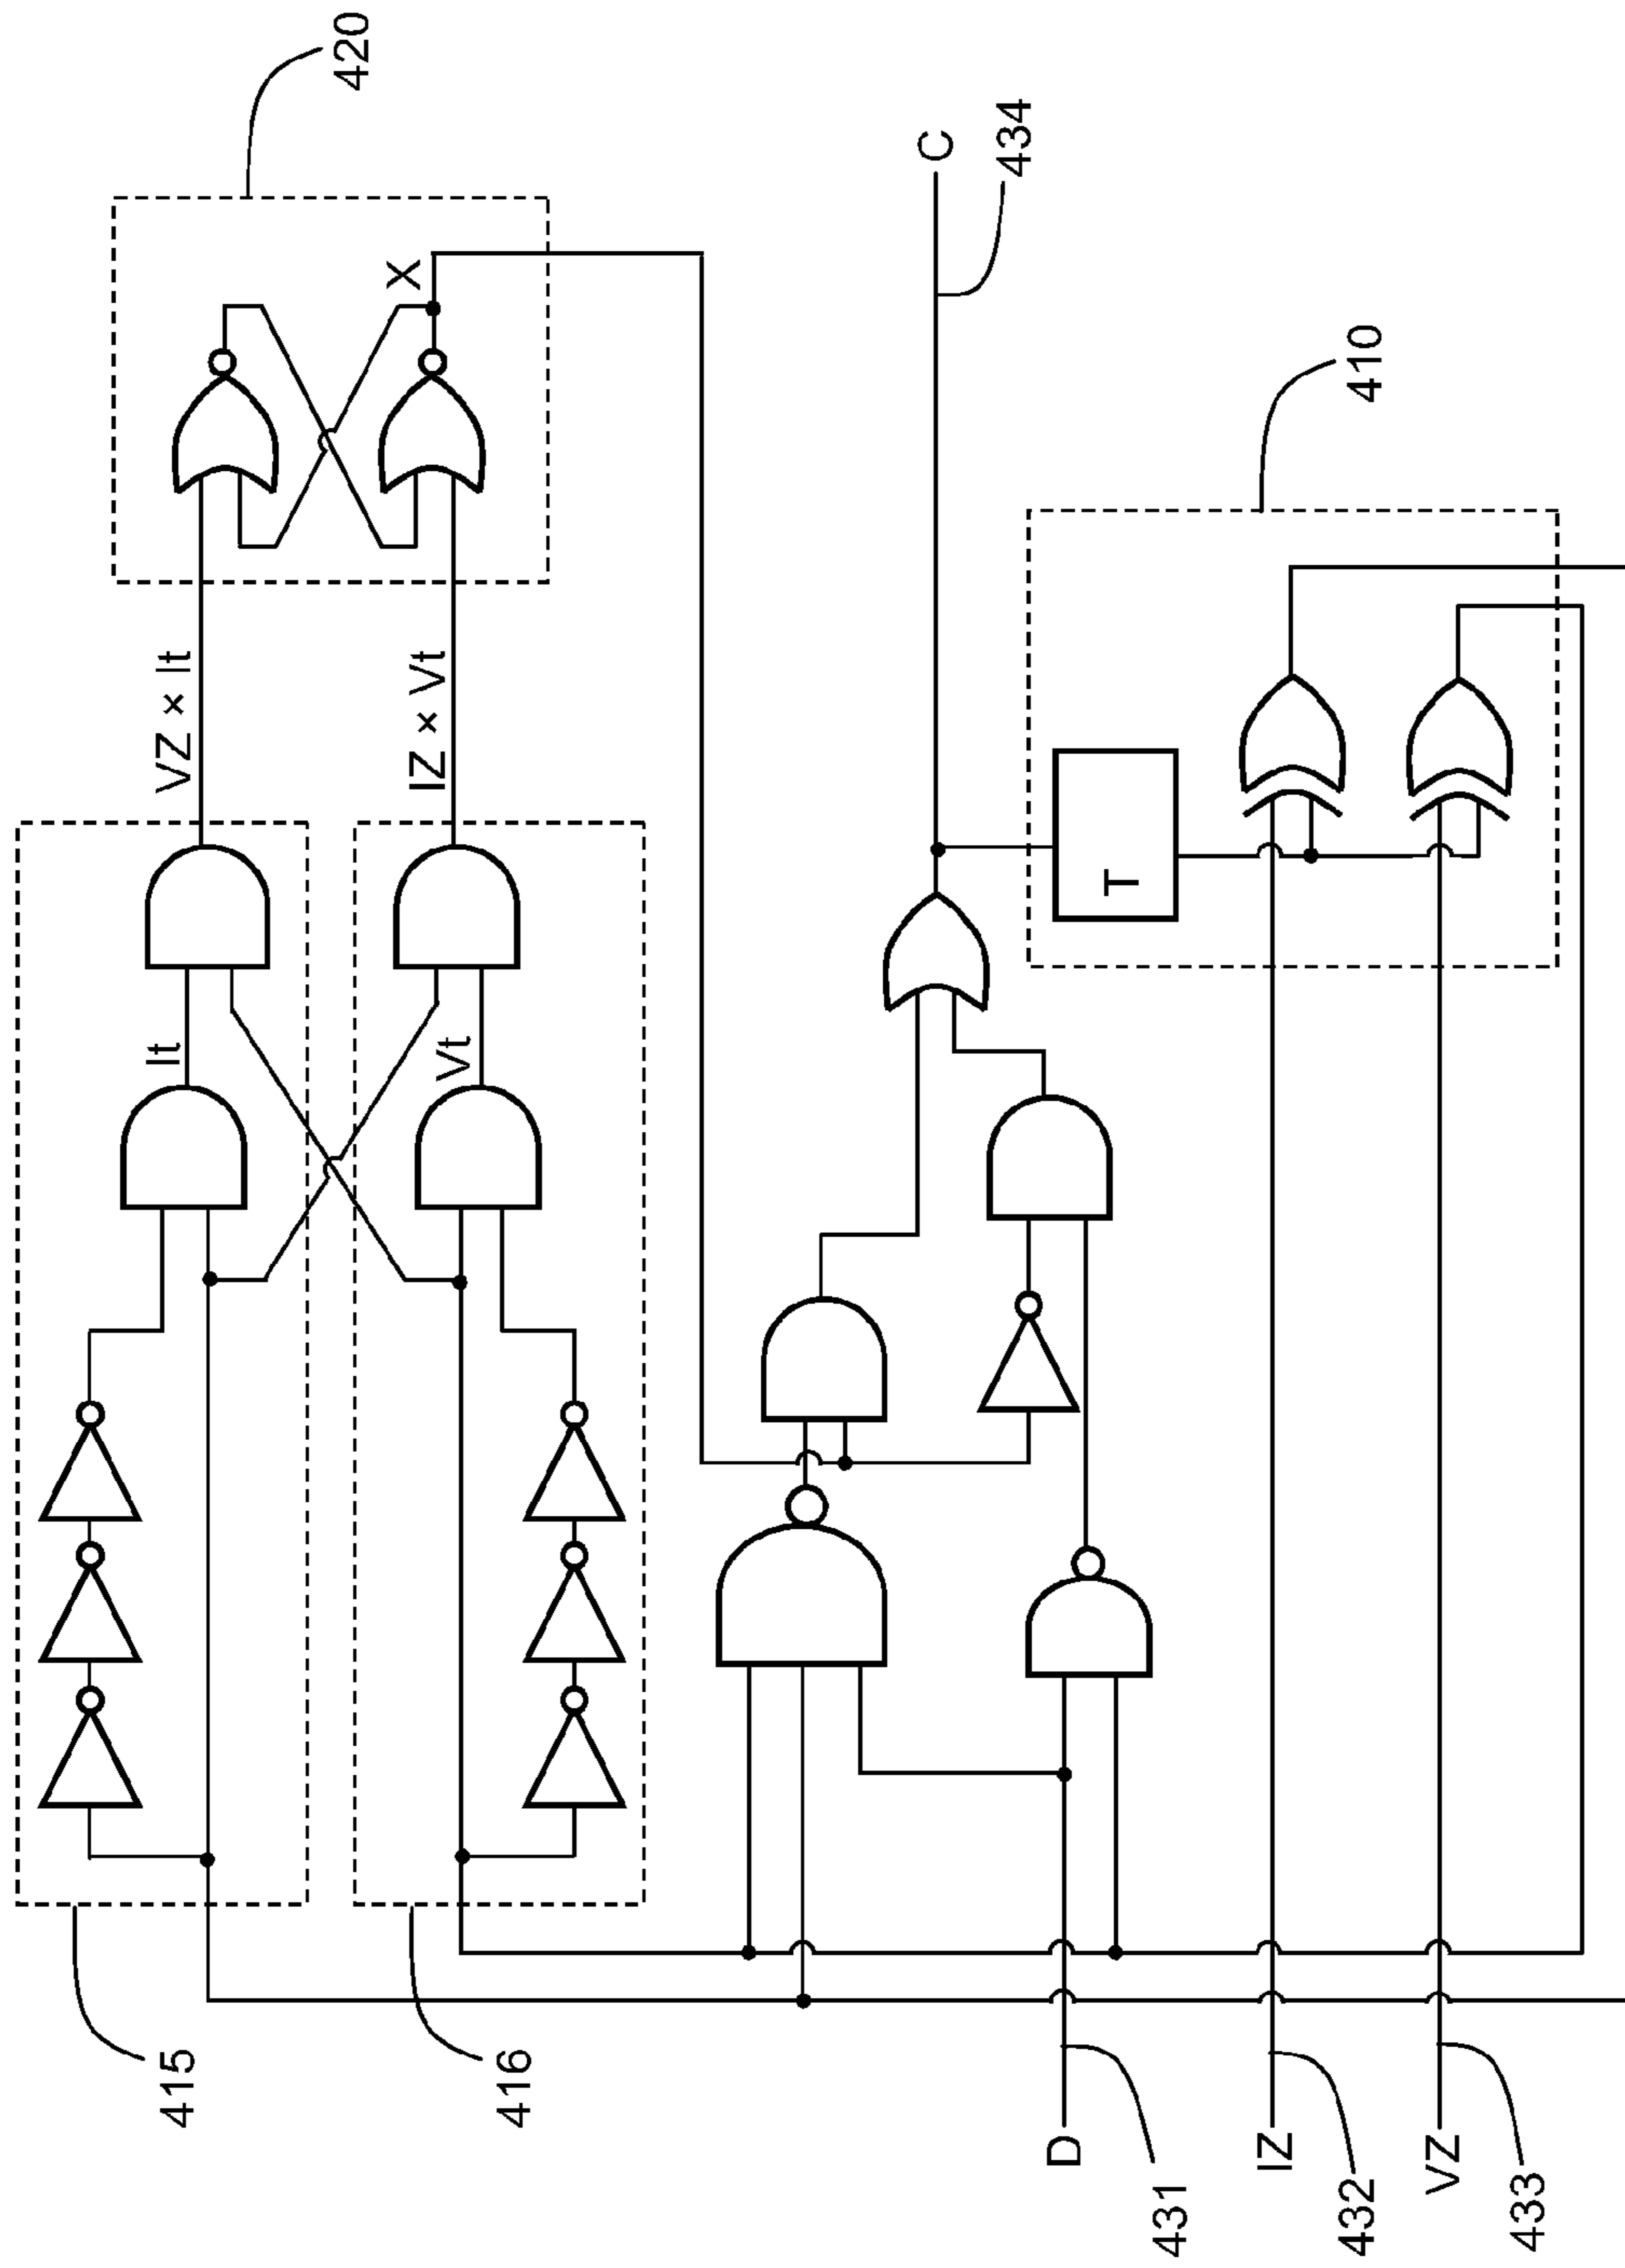 415
416
420
It
Vt
VZ × It
IZ × Vt
X
C
434
410
T
D
431
IZ
432
VZ
433